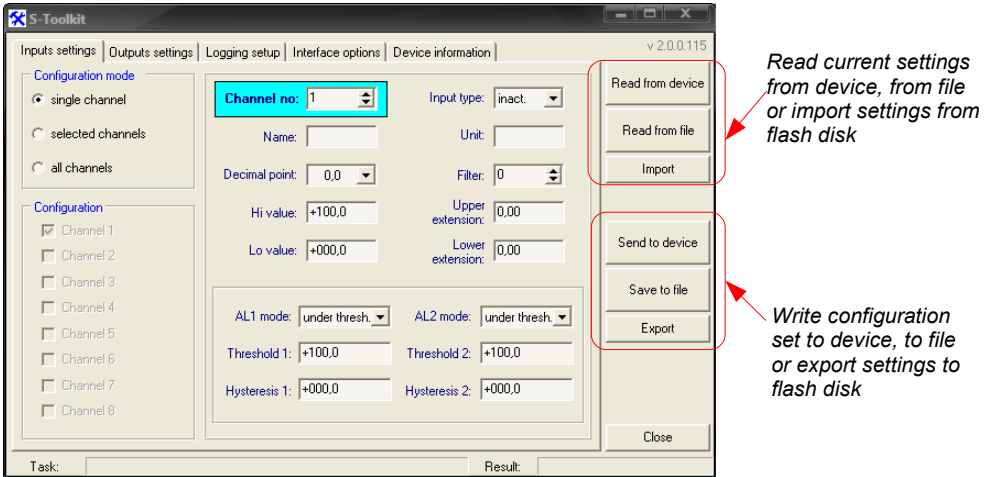 S-Toolkit
Inputs settings Outputs settings Logging setup Interface options Device information
v 2.0.0.115
Configuration mode
single channel
selected channels
all channels
Configuration
Channel 1
Channel 2
Channel 3
Channel 4
Channel 5
Channel 6
Channel 7
Channel 8
Channel no: 1
Input type: inact.
Name:
Unit:
Decimal point: 0,0
Filter: 0
Hi value: +100,0
Upper
extension: 0,00
Lo value: +000,0
Lower
extension: 0,00
AL1 mode: under thresh.
AL2 mode: under thresh.
Threshold 1: +100,0
Threshold 2: +100,0
Hysteresis 1: +000,0
Hysteresis 2: +000,0
Read from device
Read from file
Import
Send to device
Save to file
Export
Close
Task:
Result:
Read current settings
from device, from file
or import settings from
flash disk
Write configuration
set to device, to file
or export settings to
flash disk